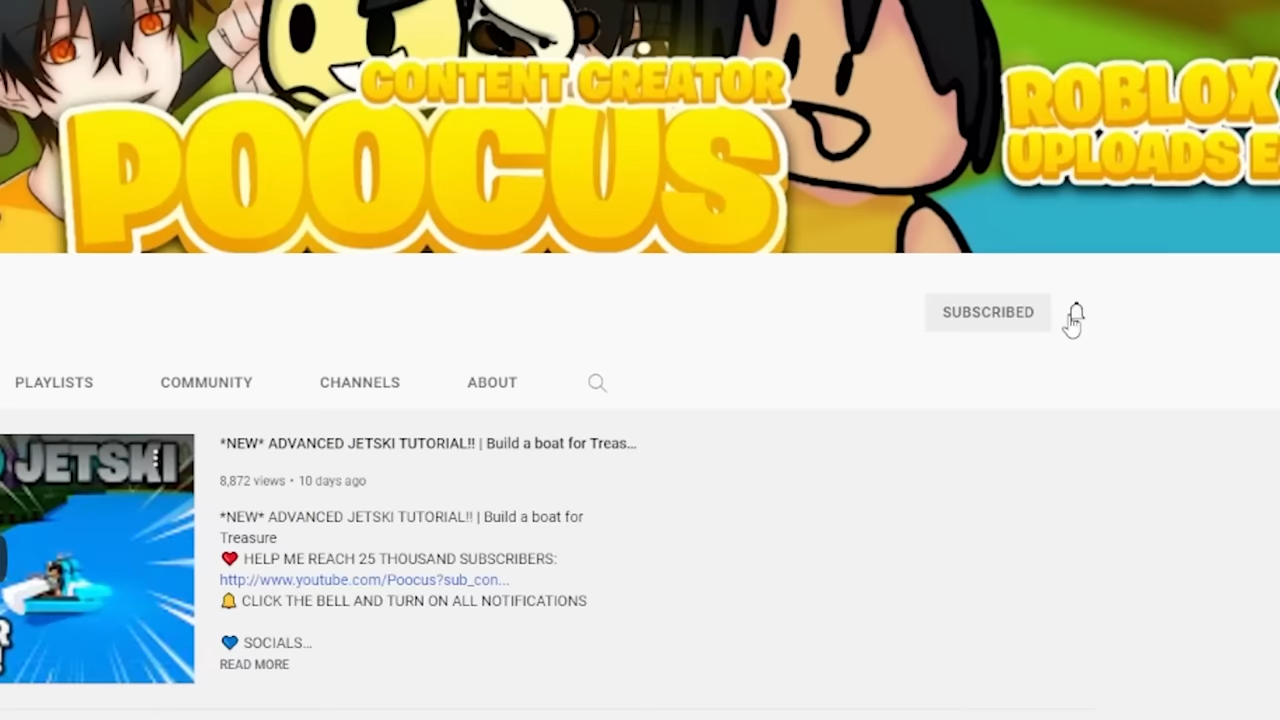 CONTENT CREATOR
POOCUS
ROBLOX
UPLOADS E
SUBSCRIBED
PLAYLISTS
COMMUNITY
CHANNELS
ABOUT
JETSKI
*NEW* ADVANCED JETSKI TUTORIAL!! | Build a boat for Treas...
8,872 views • 10 days ago
*NEW* ADVANCED JETSKI TUTORIAL!! | Build a boat for
Treasure
❤️ HELP ME REACH 25 THOUSAND SUBSCRIBERS:
http://www.youtube.com/Poocus?sub_con...
🔔 CLICK THE BELL AND TURN ON ALL NOTIFICATIONS
💙 SOCIALS...
READ MORE